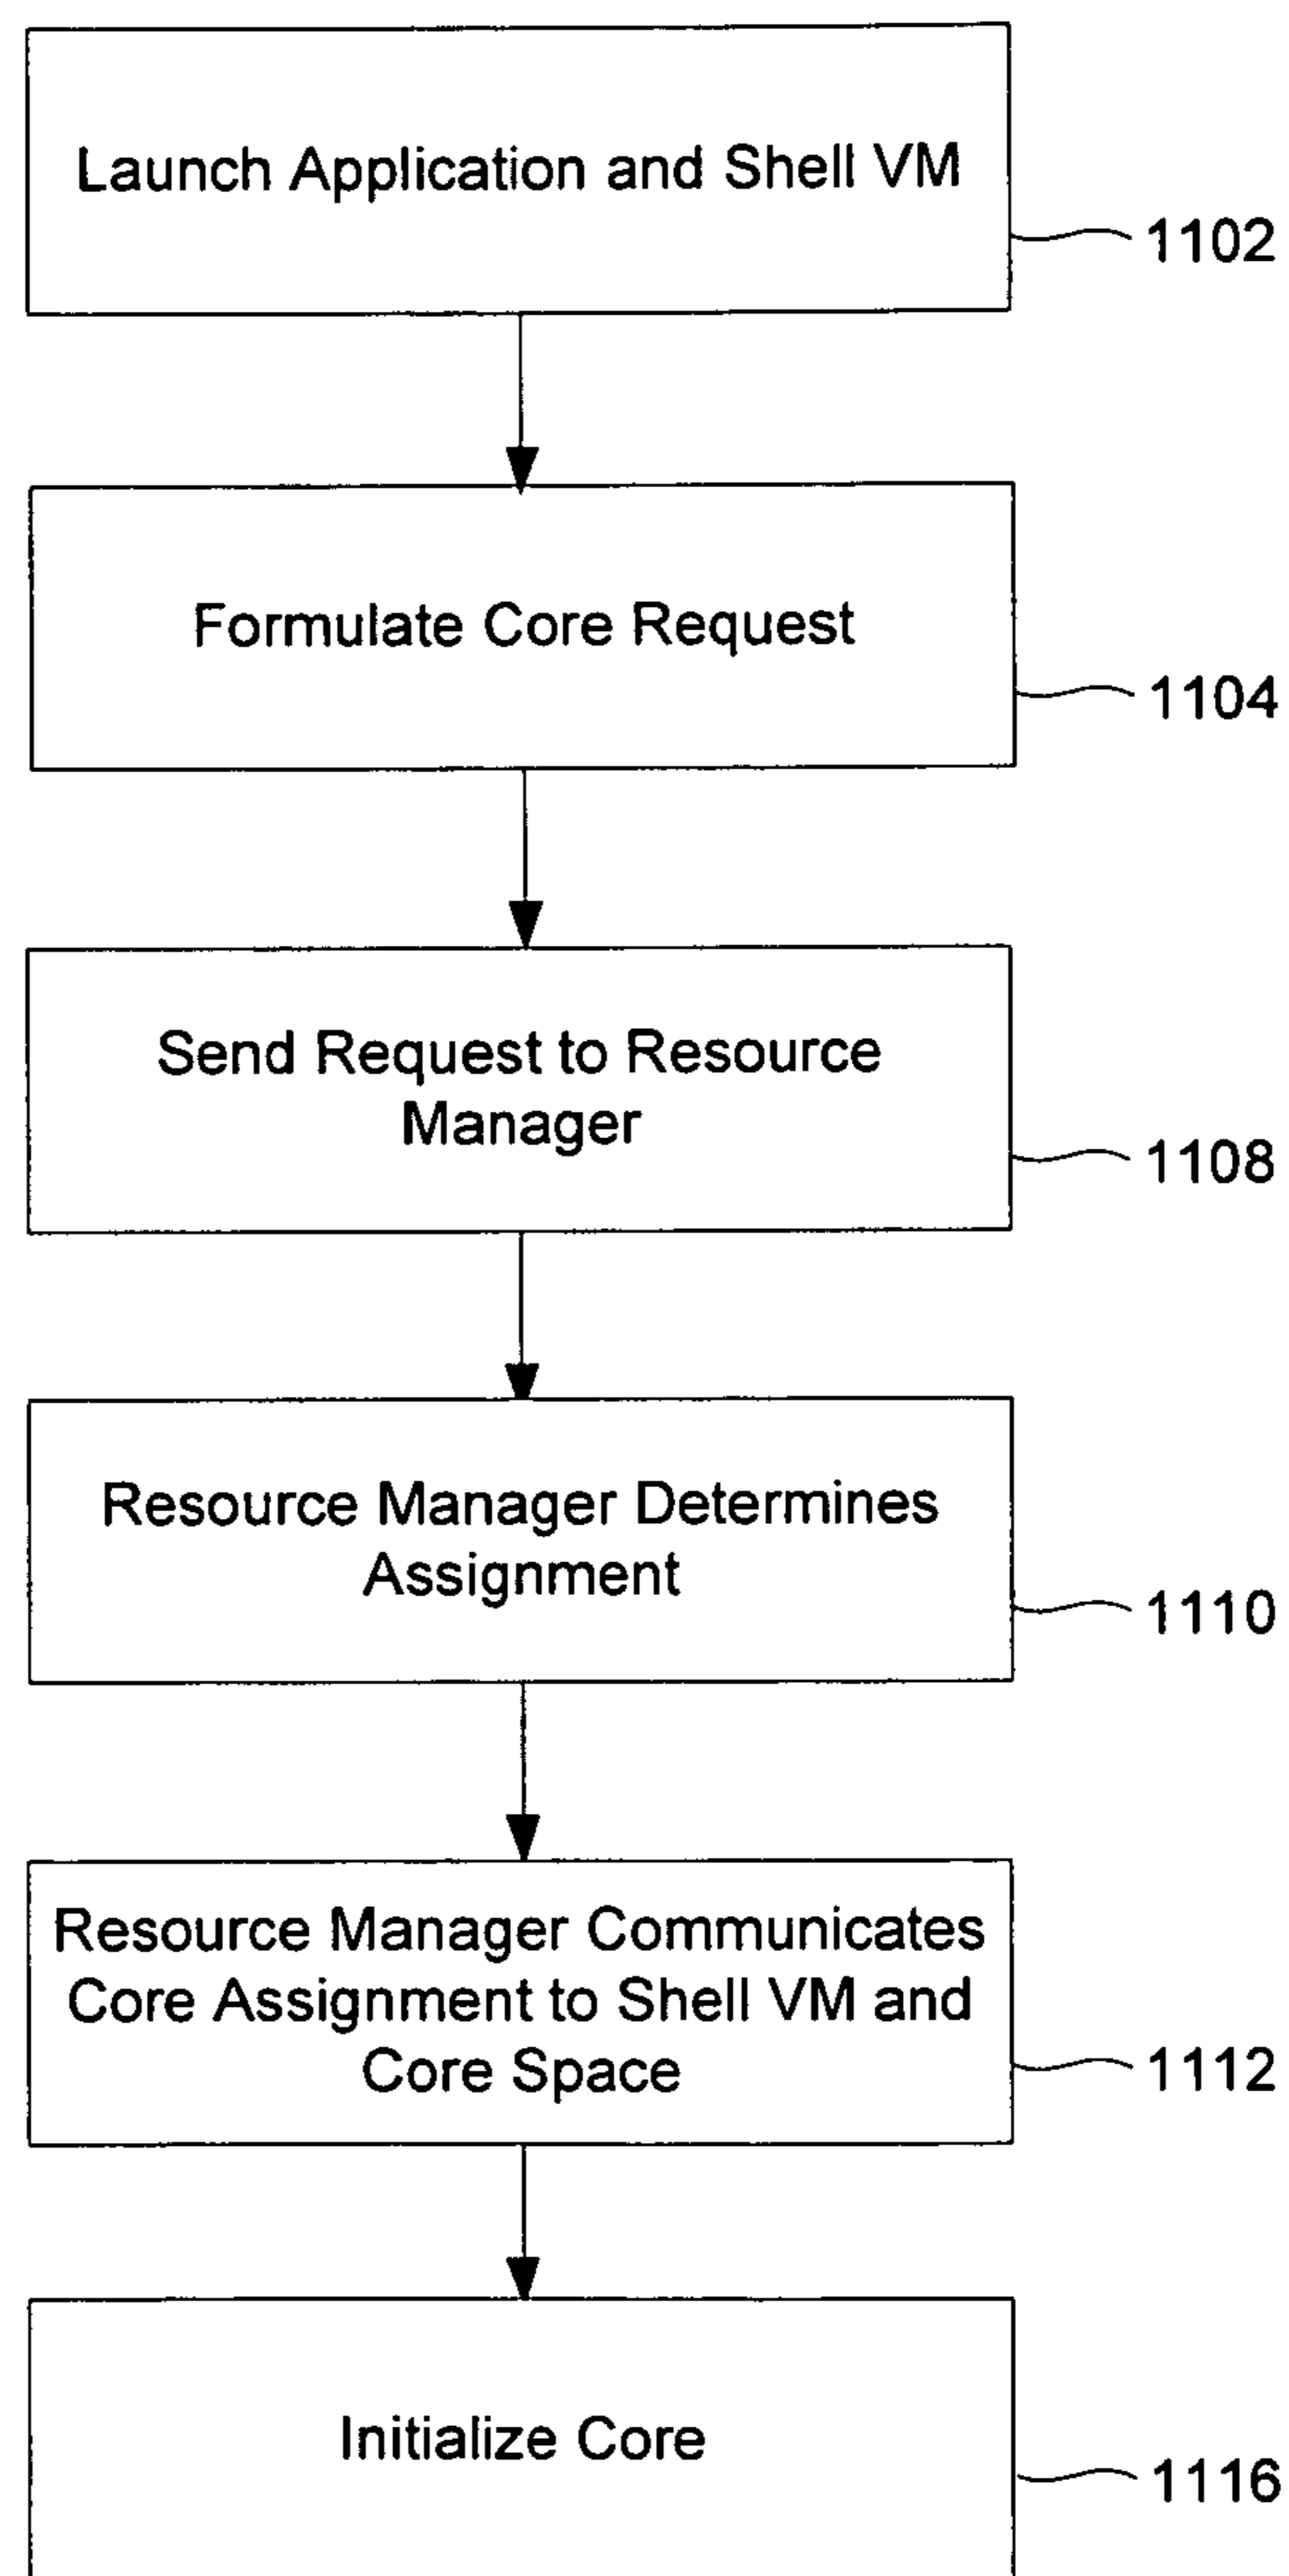 Launch Application and Shell VM
1102
Formulate Core Request
1104
Send Request to Resource
Manager
1108
Resource Manager Determines
Assignment
1110
Resource Manager Communicates
Core Assignment to Shell VM and
Core Space
1112
Initialize Core
1116